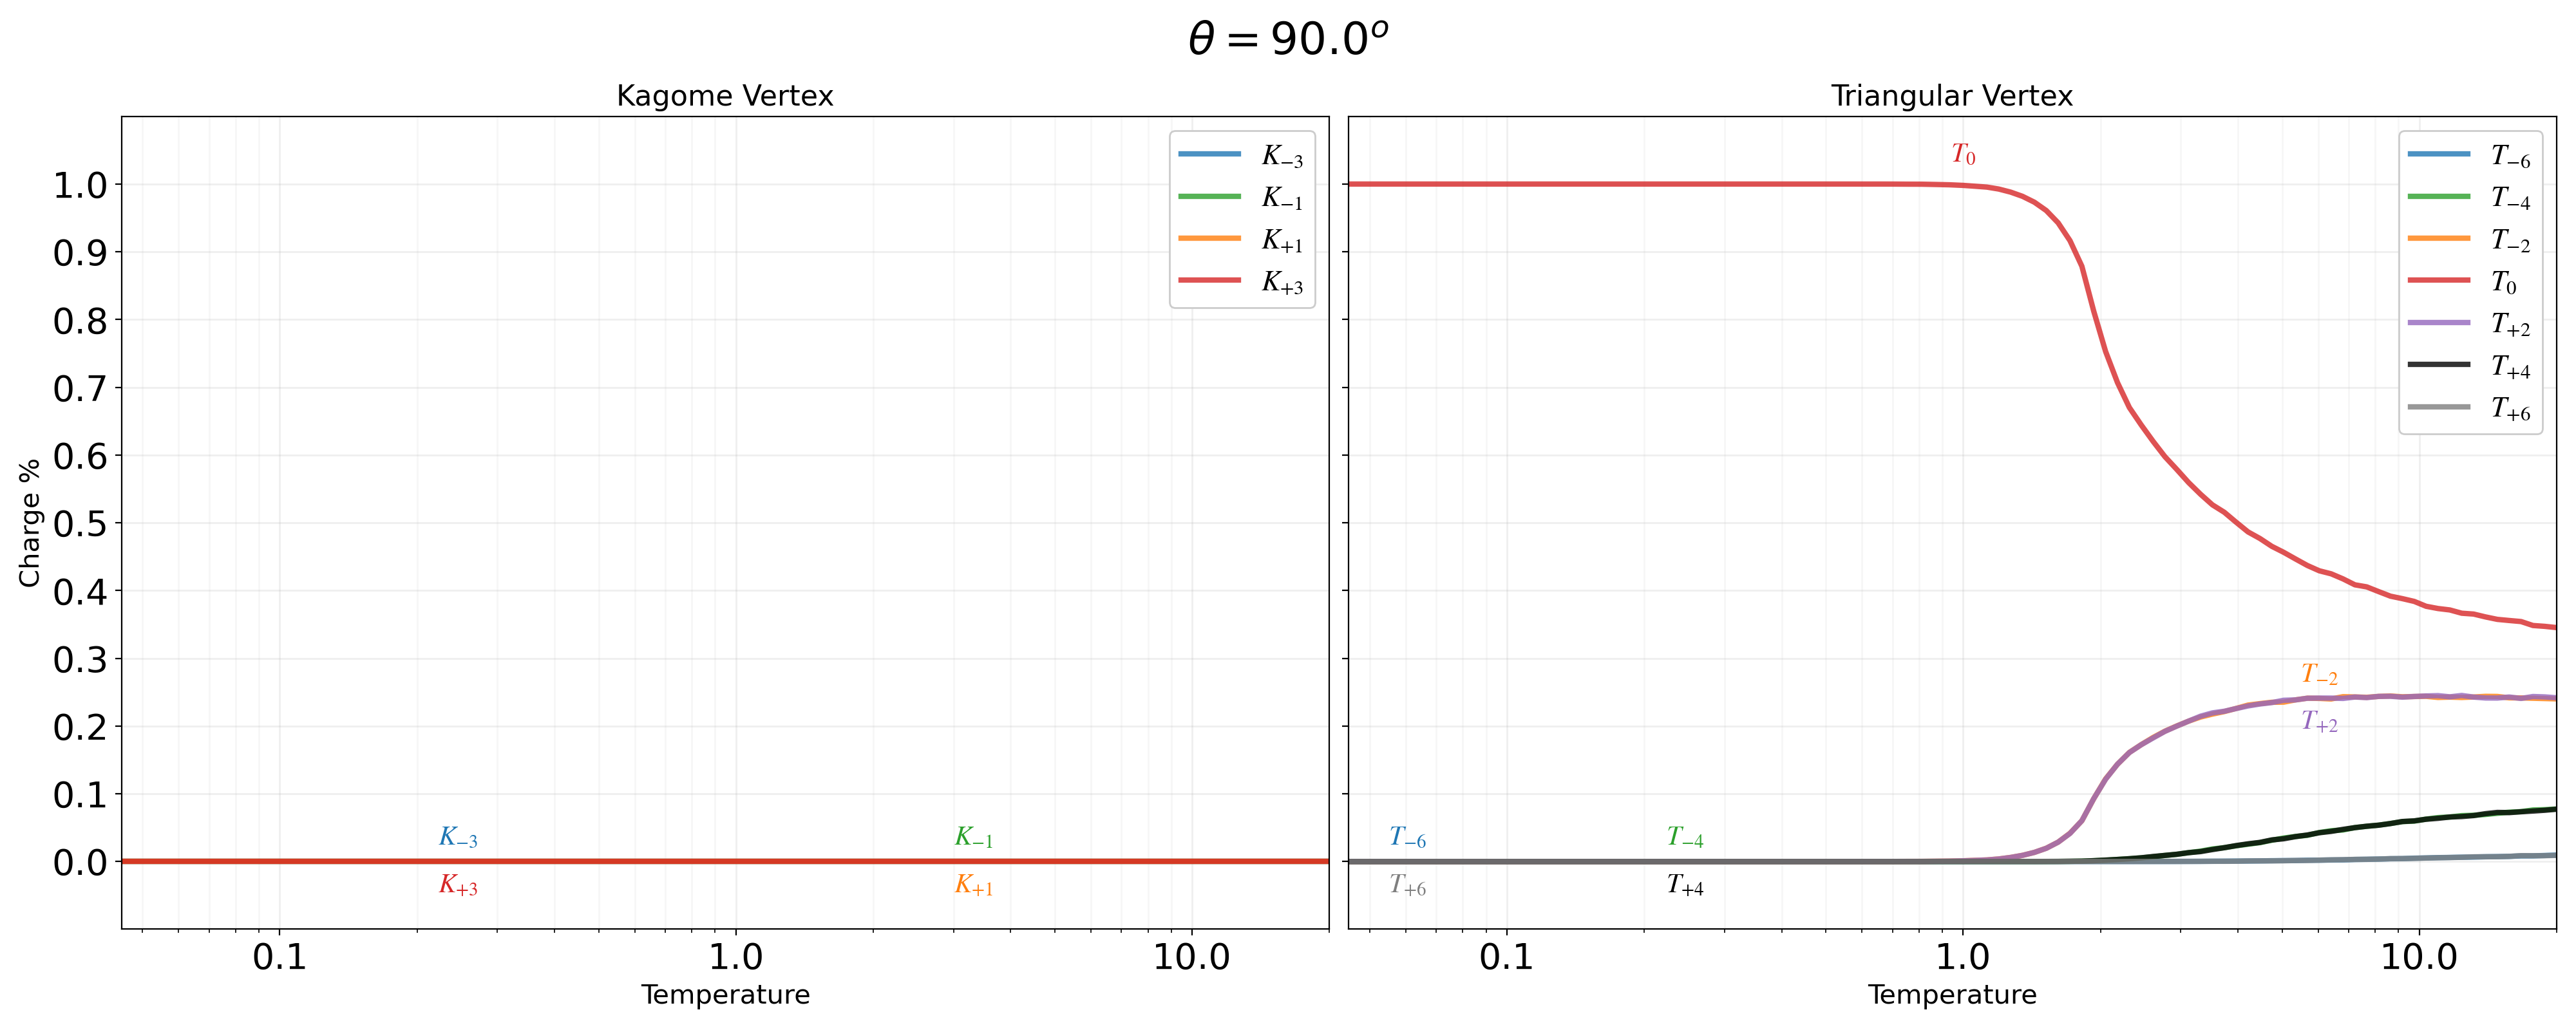 θ = 90.0°
Kagome Vertex
K₋₃
K₋₁
K₊₁
K₊₃
1.0
0.9
0.8
0.7
0.6
0.5
0.4
0.3
0.2
0.1
0.0
Charge %
K₋₃
K₋₁
K₊₃
K₊₁
0.1
1.0
10.0
Temperature
Triangular Vertex
T₀
T₋₆
T₋₄
T₋₂
T₀
T₊₂
T₊₄
T₊₆
T₋₂
T₊₂
T₋₆
T₋₄
T₊₆
T₊₄
0.1
1.0
10.0
Temperature